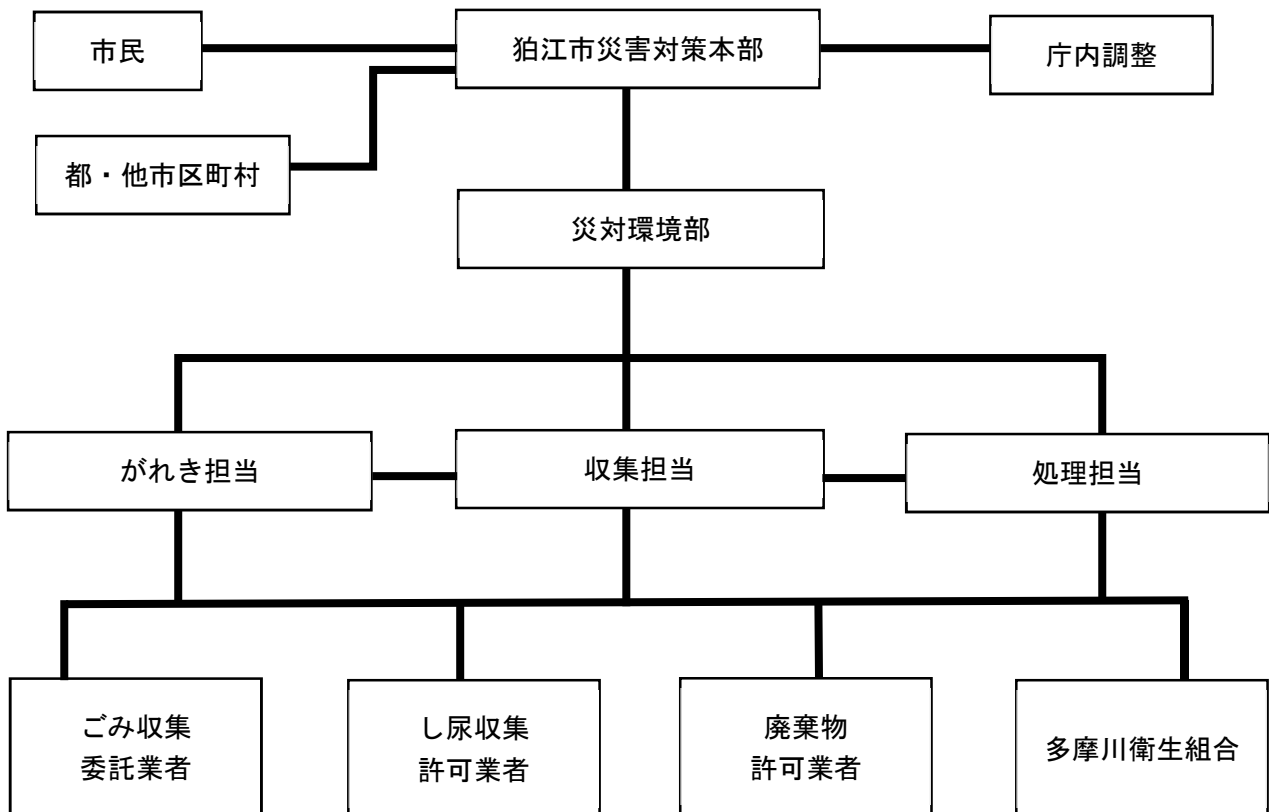 市民
狛江市災害対策本部
庁内調整
都・他市区町村
災対環境部
がれき担当
収集担当
処理担当
ごみ収集
委託業者
し尿収集
許可業者
廃棄物
許可業者
多摩川衛生組合